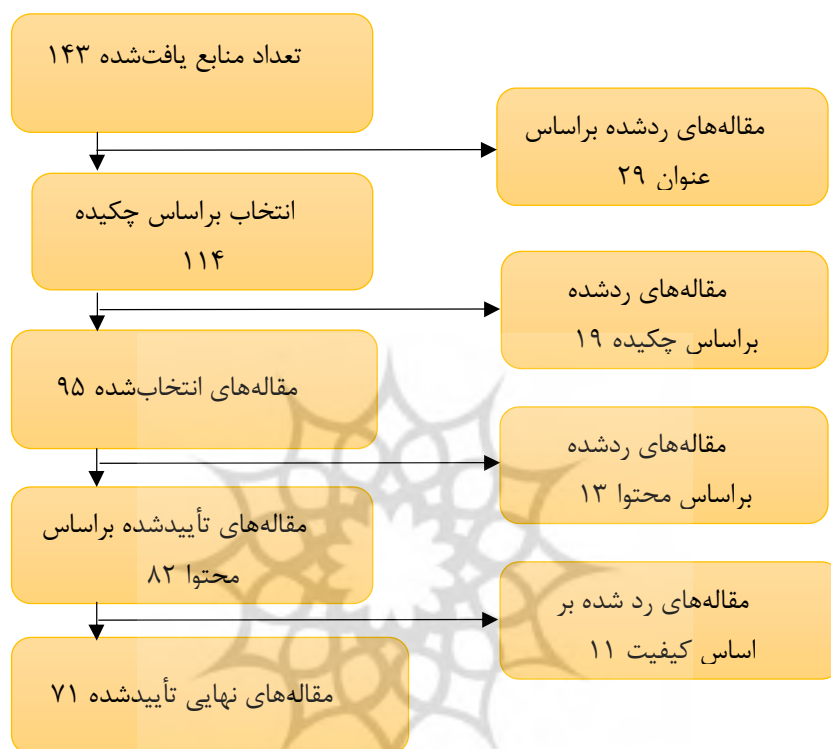 تعداد منابع یافت‌شده ۱۴۳
مقاله‌های ردشده براساس
عنوان ۲۹
انتخاب براساس چکیده
۱۱۴
مقاله‌های ردشده
براساس چکیده ۱۹
مقاله‌های انتخاب‌شده ۹۵
مقاله‌های ردشده
براساس محتوا ۱۳
مقاله‌های تأییدشده براساس
محتوا ۸۲
مقاله‌های رد شده بر
اساس کیفیت ۱۱
مقاله‌های نهایی تأییدشده ۷۱